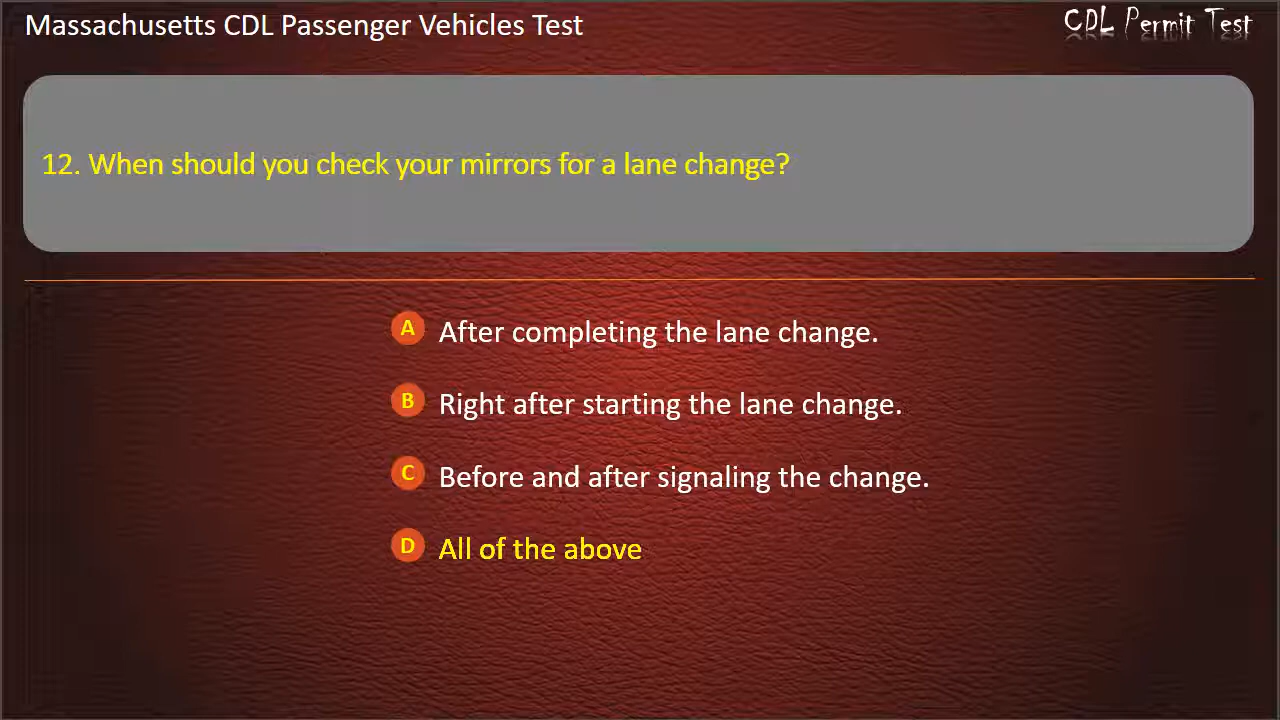 Massachusetts CDL Passenger Vehicles Test
CDL Permit Test
12. When should you check your mirrors for a lane change?
A After completing the lane change.
B Right after starting the lane change.
C Before and after signaling the change.
D All of the above